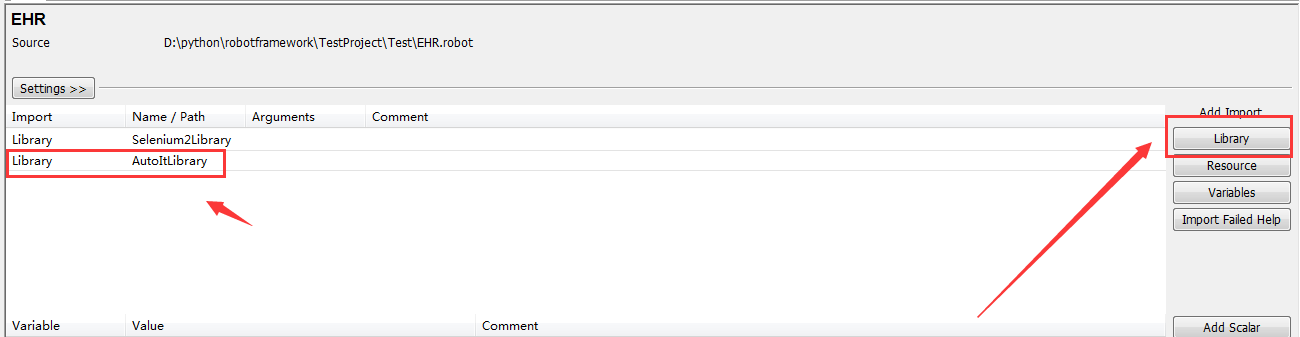 EHR
Source D:\python\robotframework\TestProject\Test\EHR.robot
Settings >>
Import Name / Path Arguments Comment Add Import
Library Selenium2Library Library
Library AutoItLibrary Resource
Variables
Import Failed Help
Variable Value Comment Add Scalar